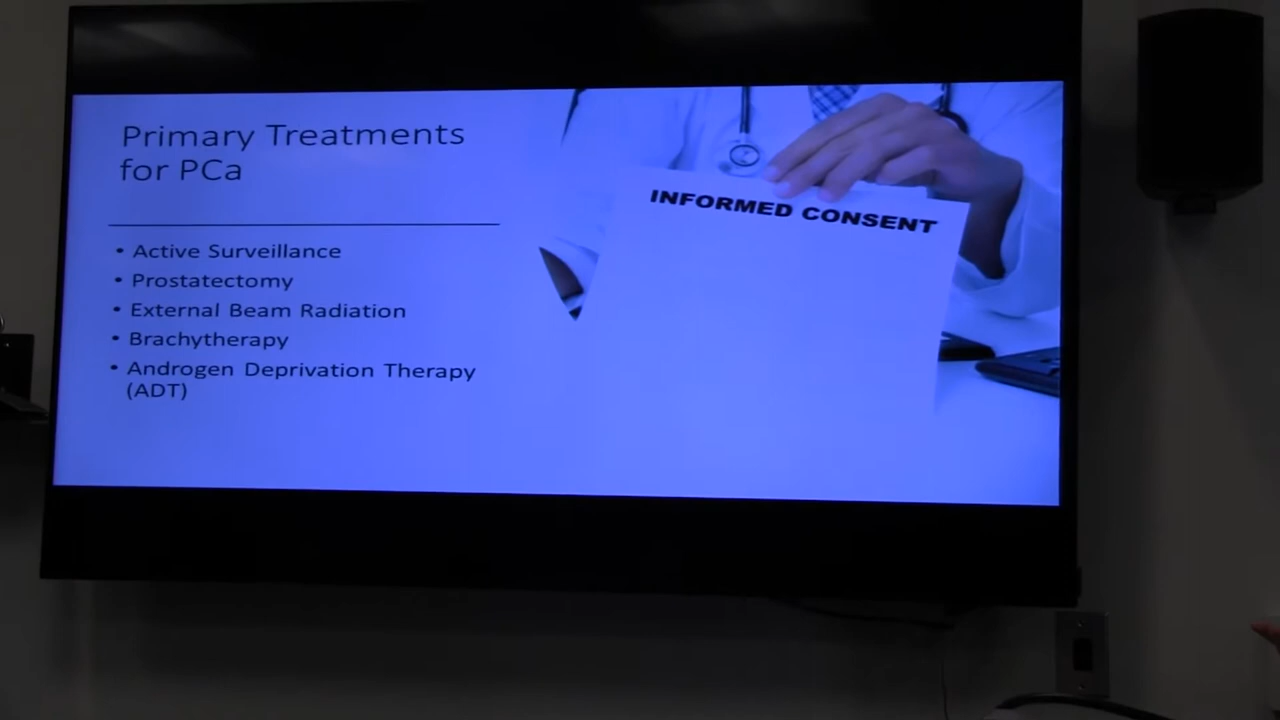 Primary Treatments
for PCa
• Active Surveillance
• Prostatectomy
• External Beam Radiation
• Brachytherapy
• Androgen Deprivation Therapy
(ADT)
INFORMED CONSENT